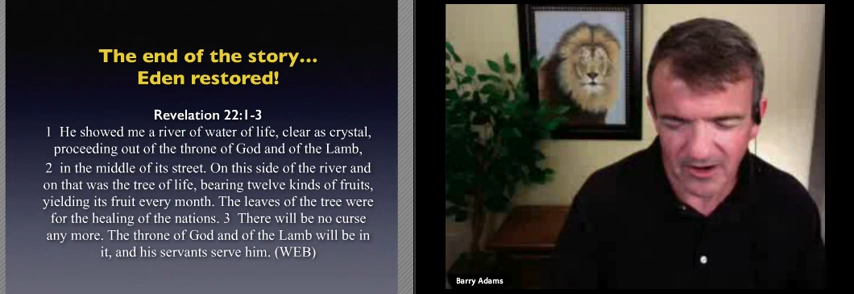 The end of the story...
Eden restored!
Revelation 22:1-3
1 He showed me a river of water of life, clear as crystal,
proceeding out of the throne of God and of the Lamb,
2 in the middle of its street. On this side of the river and
on that was the tree of life, bearing twelve kinds of fruits,
yielding its fruit every month. The leaves of the tree were
for the healing of the nations. 3 There will be no curse
any more. The throne of God and of the Lamb will be in
it, and his servants serve him. (WEB)
Barry Adams